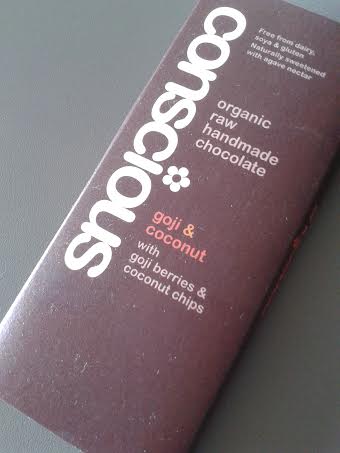 conscious
Free from dairy,
soya & gluten
Naturally sweetened
with agave nectar
organic
raw
handmade
chocolate
goji &
coconut
with
goji berries &
coconut chips